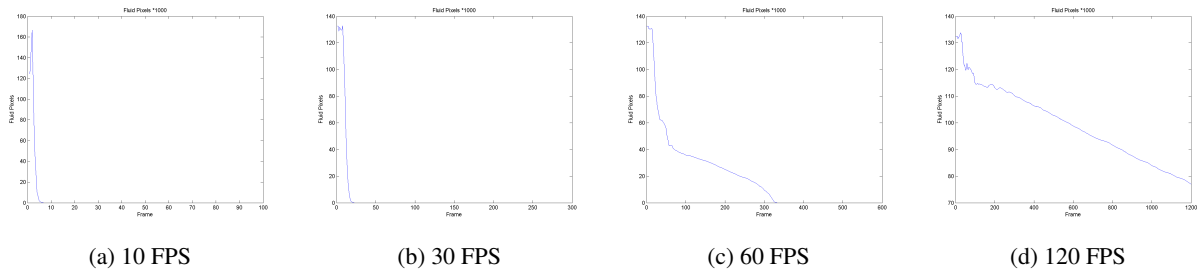 Fluid Pixels *1000
Fluid Pixels
180
160
140
120
100
80
60
40
20
0
0 10 20 30 40 50 60 70 80 90 100
Frame
(a) 10 FPS
Fluid Pixels *1000
Fluid Pixels
140
120
100
80
60
40
20
0
0 50 100 150 200 250 300
Frame
(b) 30 FPS
Fluid Pixels *1000
Fluid Pixels
140
120
100
80
60
40
20
0
0 100 200 300 400 500 600
Frame
(c) 60 FPS
Fluid Pixels *1000
Fluid Pixels
140
130
120
110
100
90
80
70
0 200 400 600 800 1000 1200
Frame
(d) 120 FPS